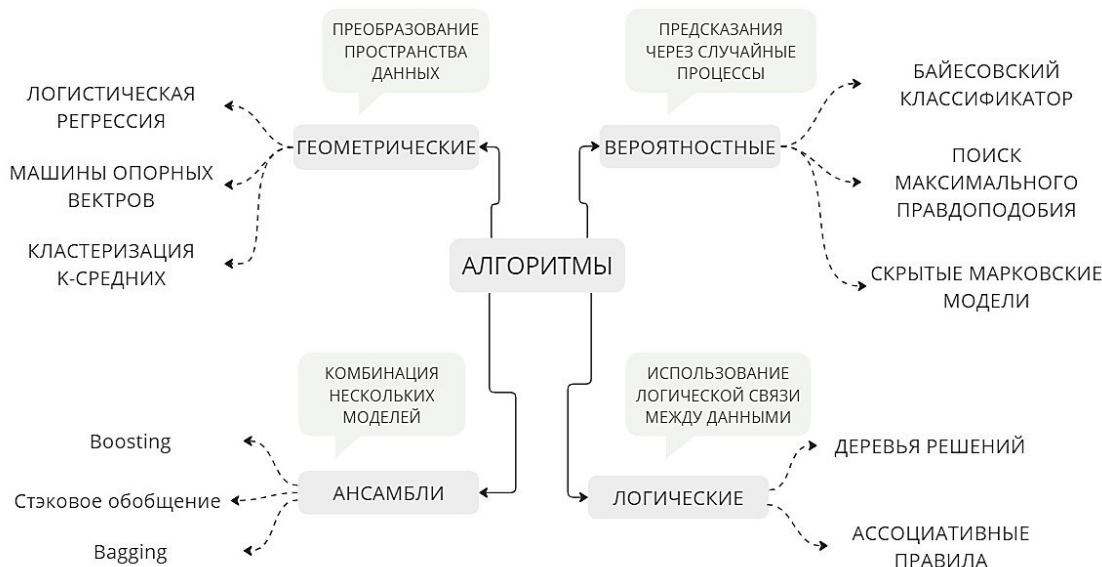 ПРЕОБРАЗОВАНИЕ
ПРОСТРАНСТВА
ДАННЫХ
ПРЕДСКАЗАНИЯ
ЧЕРЕЗ СЛУЧАЙНЫЕ
ПРОЦЕССЫ
ЛОГИСТИЧЕСКАЯ
РЕГРЕССИЯ
МАШИНЫ ОПОРНЫХ
ВЕКТРОВ
КЛАСТЕРИЗАЦИЯ
К-СРЕДНИХ
ГЕОМЕТРИЧЕСКИЕ
ВЕРОЯТНОСТНЫЕ
БАЙЕСОВСКИЙ
КЛАССИФИКАТОР
ПОИСК
МАКСИМАЛЬНОГО
ПРАВДОПОДОБИЯ
СКРЫТЫЕ МАРКОВСКИЕ
МОДЕЛИ
АЛГОРИТМЫ
КОМБИНАЦИЯ
НЕСКОЛЬКИХ
МОДЕЛЕЙ
ИСПОЛЬЗОВАНИЕ
ЛОГИЧЕСКОЙ СВЯЗИ
МЕЖДУ ДАННЫМИ
Boosting
Стэковое обобщение
Bagging
АНСАМБЛИ
ЛОГИЧЕСКИЕ
ДЕРЕВЬЯ РЕШЕНИЙ
АССОЦИАТИВНЫЕ
ПРАВИЛА